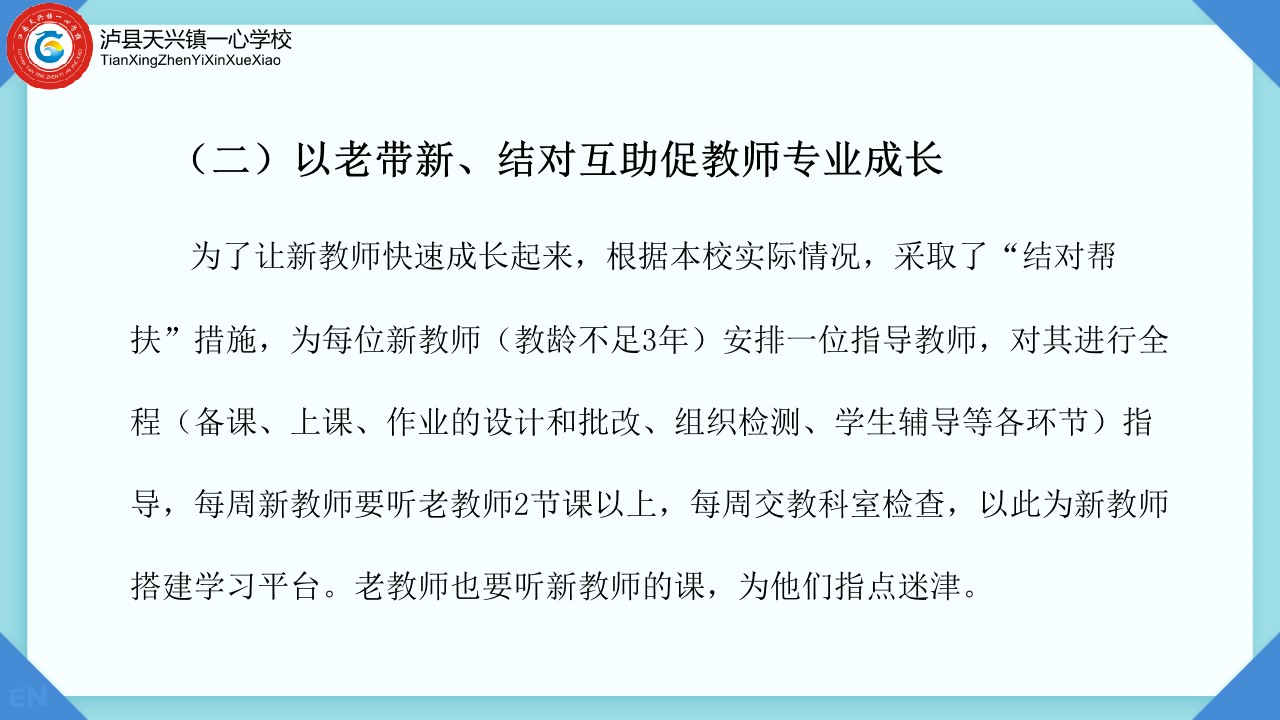 泸县天兴镇一心学校
TianXingZhenYiXinXueXiao
（二）以老带新、结对互助促教师专业成长
为了让新教师快速成长起来，根据本校实际情况，采取了“结对帮
扶”措施，为每位新教师（教龄不足3年）安排一位指导教师，对其进行全
程（备课、上课、作业的设计和批改、组织检测、学生辅导等各环节）指
导，每周新教师要听老教师2节课以上，每周交教科室检查，以此为新教师
搭建学习平台。老教师也要听新教师的课，为他们指点迷津。
EN